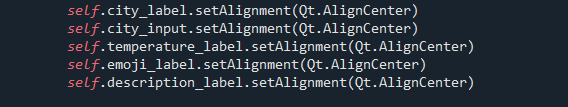 self.city_label.setAlignment(Qt.AlignCenter)
self.city_input.setAlignment(Qt.AlignCenter)
self.temperature_label.setAlignment(Qt.AlignCenter)
self.emoji_label.setAlignment(Qt.AlignCenter)
self.description_label.setAlignment(Qt.AlignCenter)